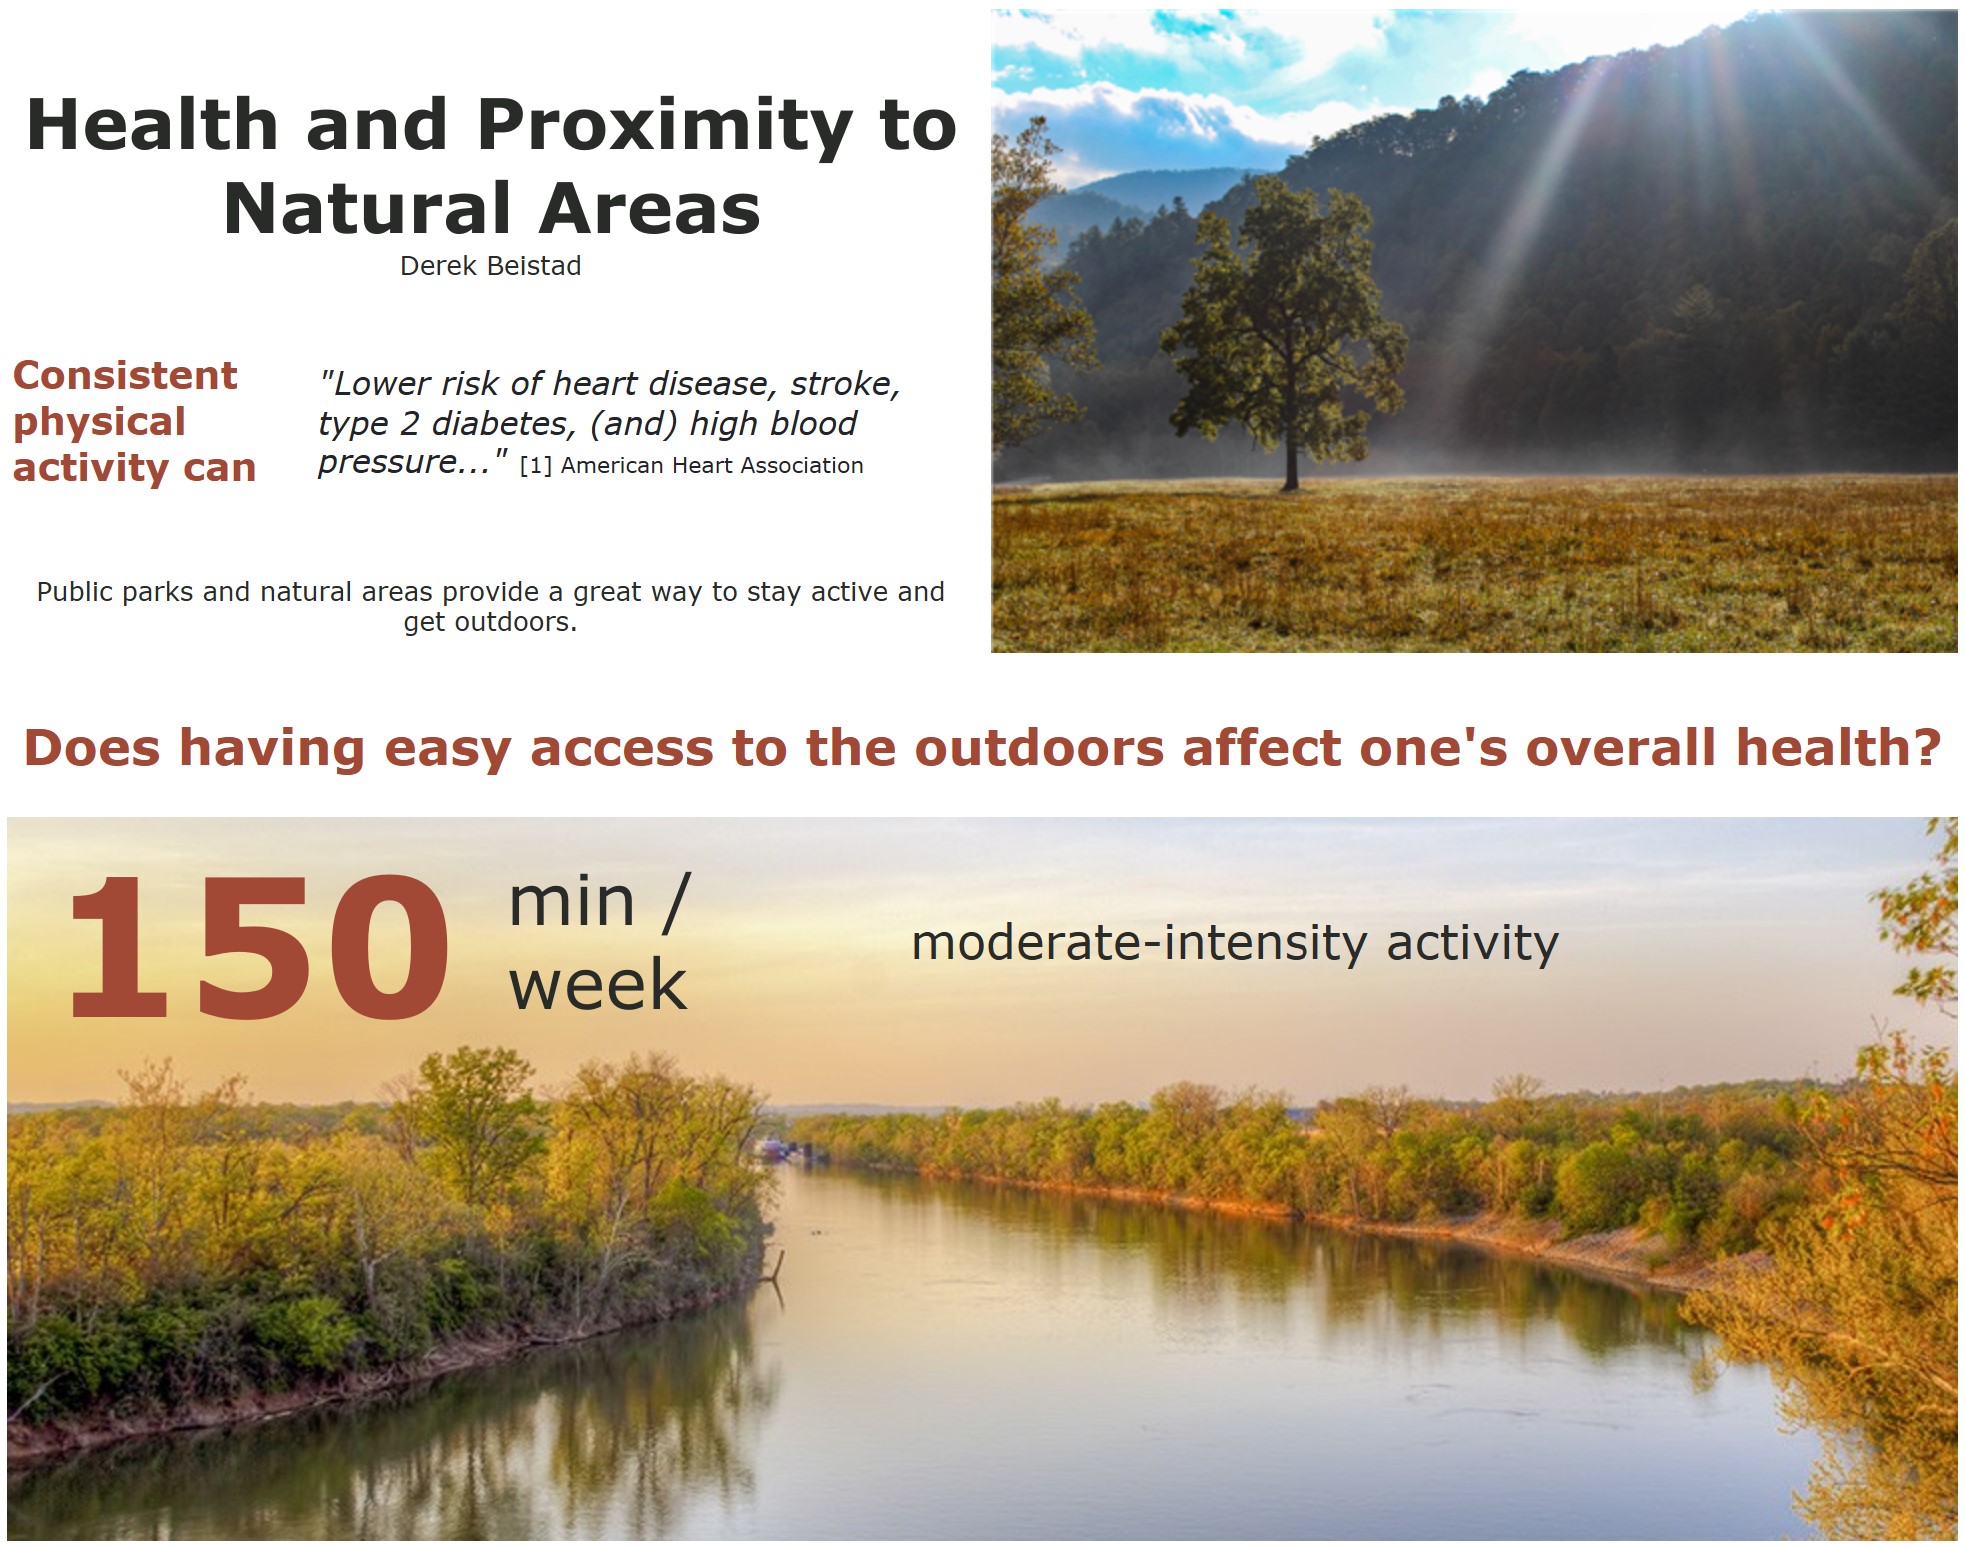 Health and Proximity to
Natural Areas
Derek Beistad
Consistent
physical
activity can
"Lower risk of heart disease, stroke,
type 2 diabetes, (and) high blood
pressure..." [1] American Heart Association
Public parks and natural areas provide a great way to stay active and
get outdoors.
Does having easy access to the outdoors affect one's overall health?
150
min /
week
moderate-intensity activity